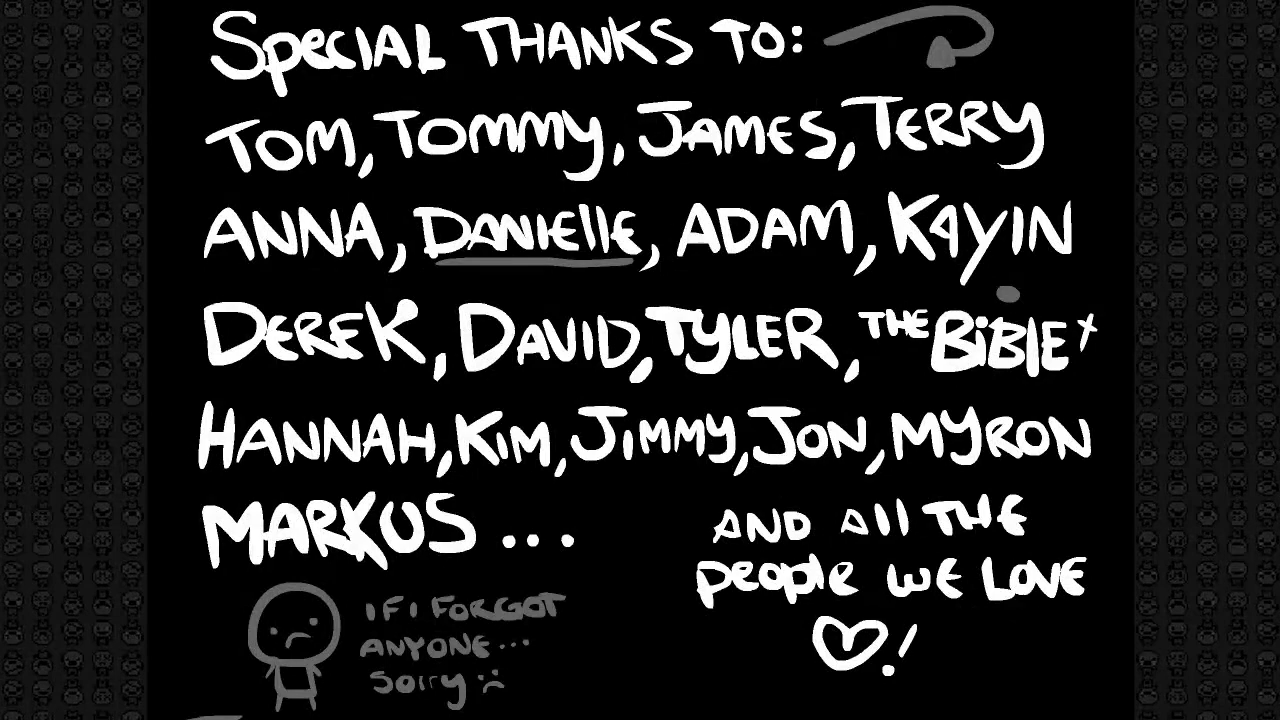 SPecIAL THANKS TO:
TOM, TOMMY, JAMES, TERRY
ANNA, DANIElle, ADAM, KAYIN
DEREK, DAVID, TYLER, THE BiBLE
HANNAH, KiM, JiMMY, JON, MYRON
MARKUS ...
AND All THE
people WE LOVE
♡!
IF I FORGOT
ANYONE...
Sorry :(